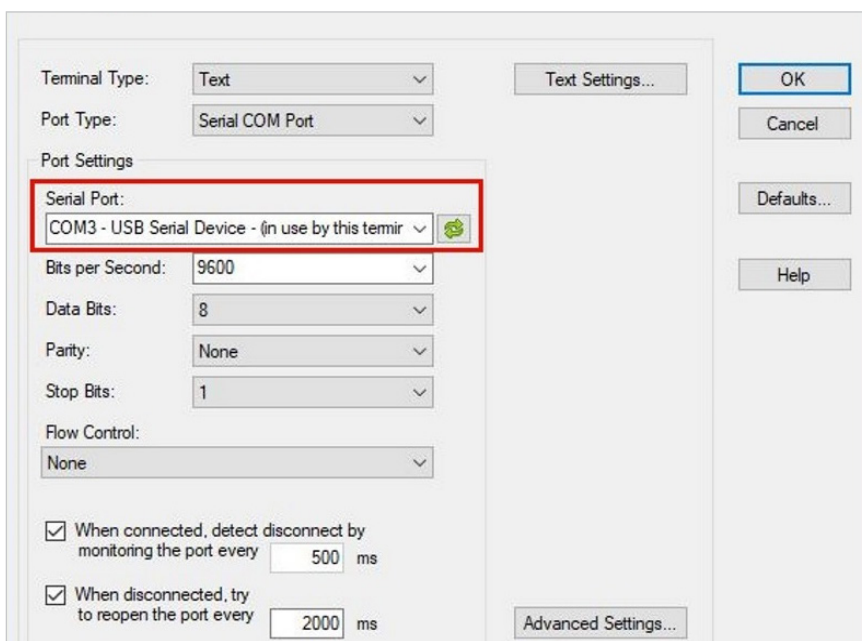 Terminal Type: Text Text Settings... OK
Port Type: Serial COM Port Cancel
Port Settings
Serial Port: Defaults...
COM3 - USB Serial Device - (in use by this termir
Bits per Second: 9600 Help
Data Bits: 8
Parity: None
Stop Bits: 1
Flow Control:
None
When connected, detect disconnect by
monitoring the port every 500 ms
When disconnected, try
to reopen the port every 2000 ms Advanced Settings...